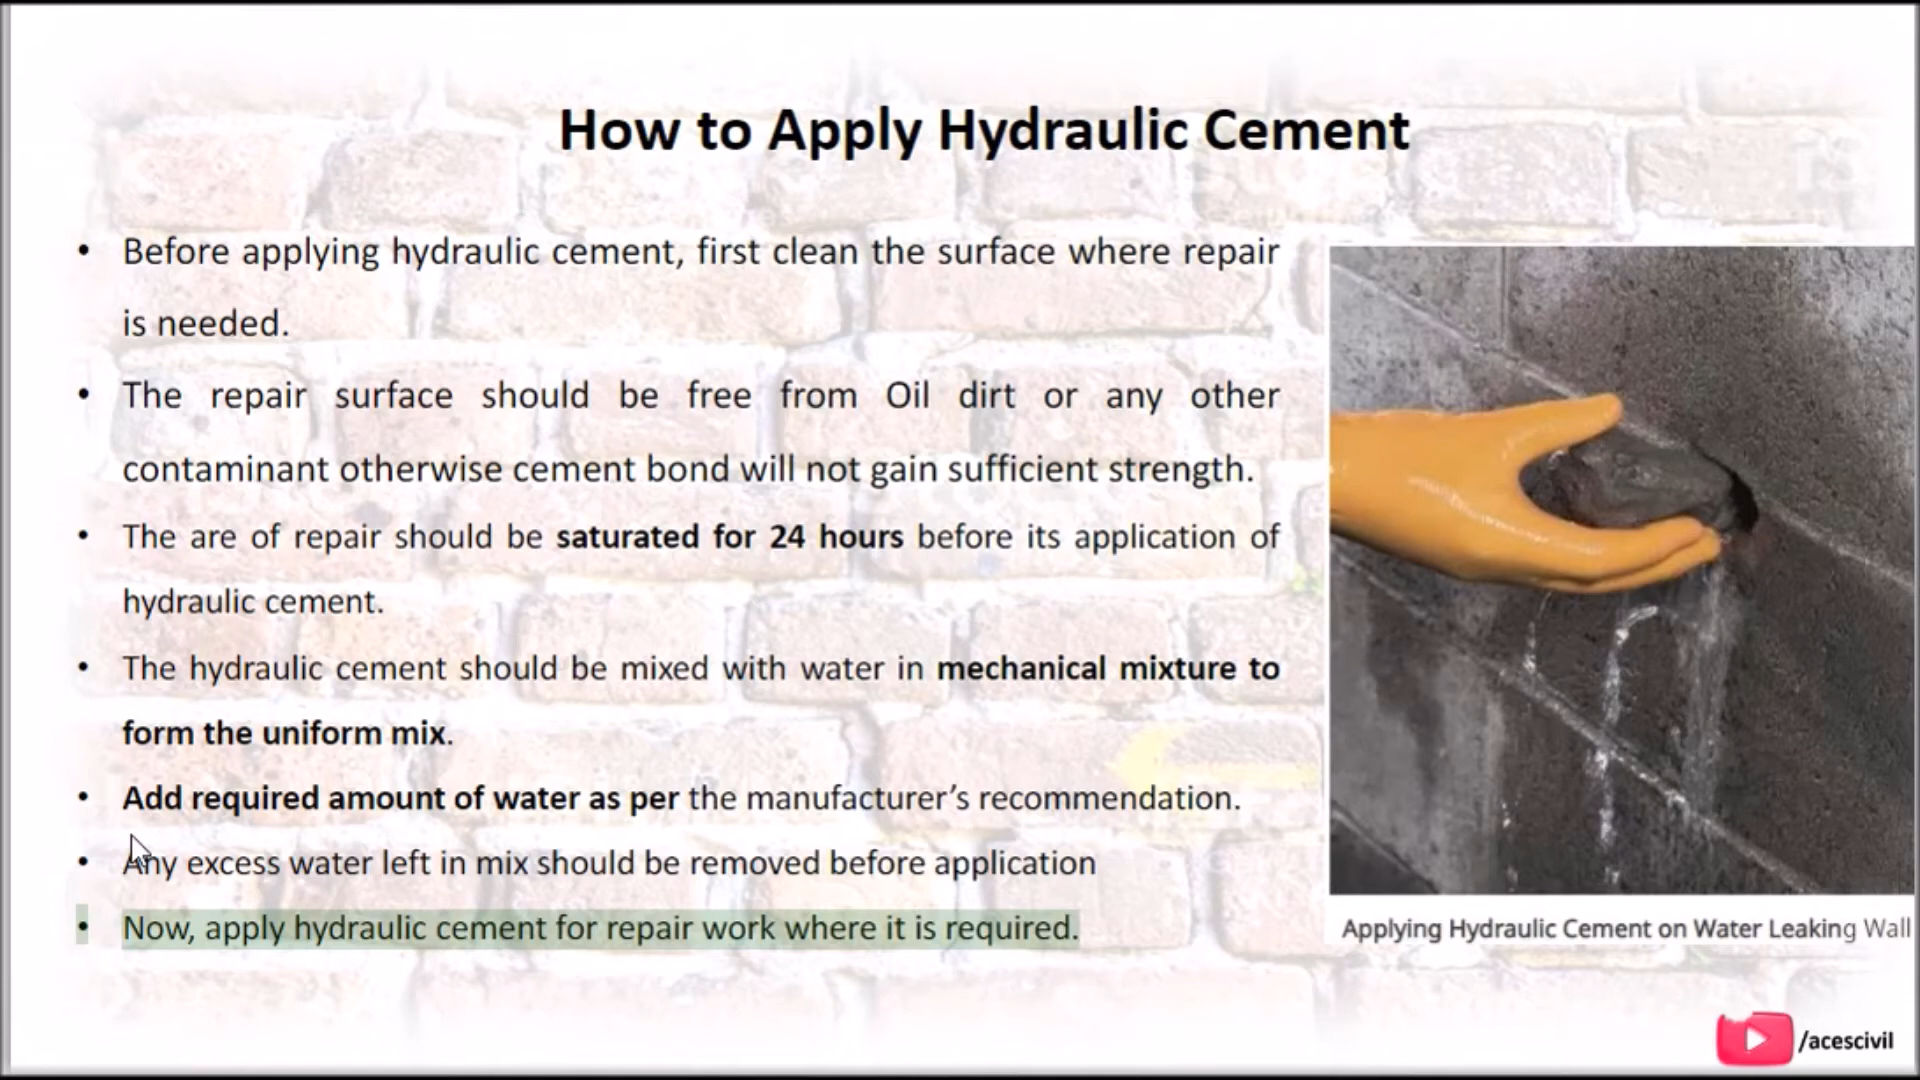 How to Apply Hydraulic Cement
• Before applying hydraulic cement, first clean the surface where repair
is needed.
• The repair surface should be free from Oil dirt or any other
contaminant otherwise cement bond will not gain sufficient strength.
• The are of repair should be saturated for 24 hours before its application of
hydraulic cement.
• The hydraulic cement should be mixed with water in mechanical mixture to
form the uniform mix.
• Add required amount of water as per the manufacturer’s recommendation.
• Any excess water left in mix should be removed before application
• Now, apply hydraulic cement for repair work where it is required.
Applying Hydraulic Cement on Water Leaking Wall
/acescivil